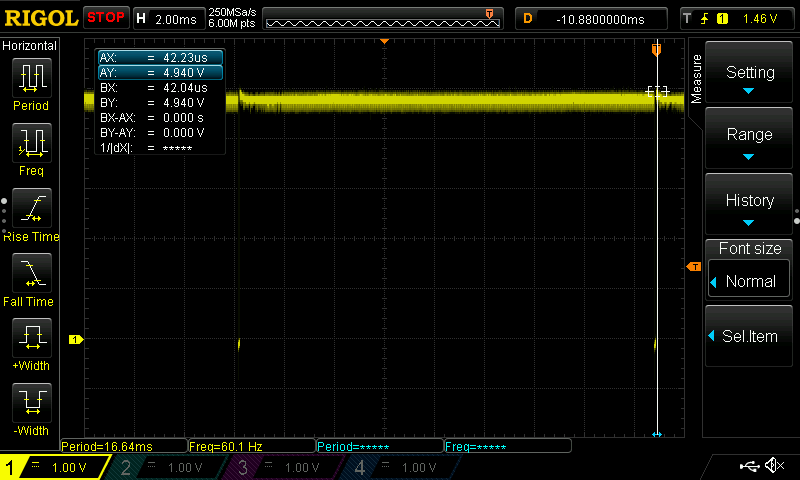 RIGOL STOP H 2.00ms 250MSa/s 6.00M pts D -10.8800000ms T 1 1.46 V
Horizontal
Period
Freq
Rise Time
Fall Time
+Width
-Width
AX: = 42.23us
AY: = 4.940 V
BX: = 42.04us
BY: = 4.940 V
BX-AX: = 0.000 s
BY-AY: = 0.000 V
1/|dX|: = *****
T
T
1
Period=16.64ms Freq=60.1 Hz Period=***** Freq=*****
Measure
Setting
Range
History
Font size
Normal
Sel.Item
1 = 1.00 V 2 = 1.00 V 3 = 1.00 V 4 = 1.00 V